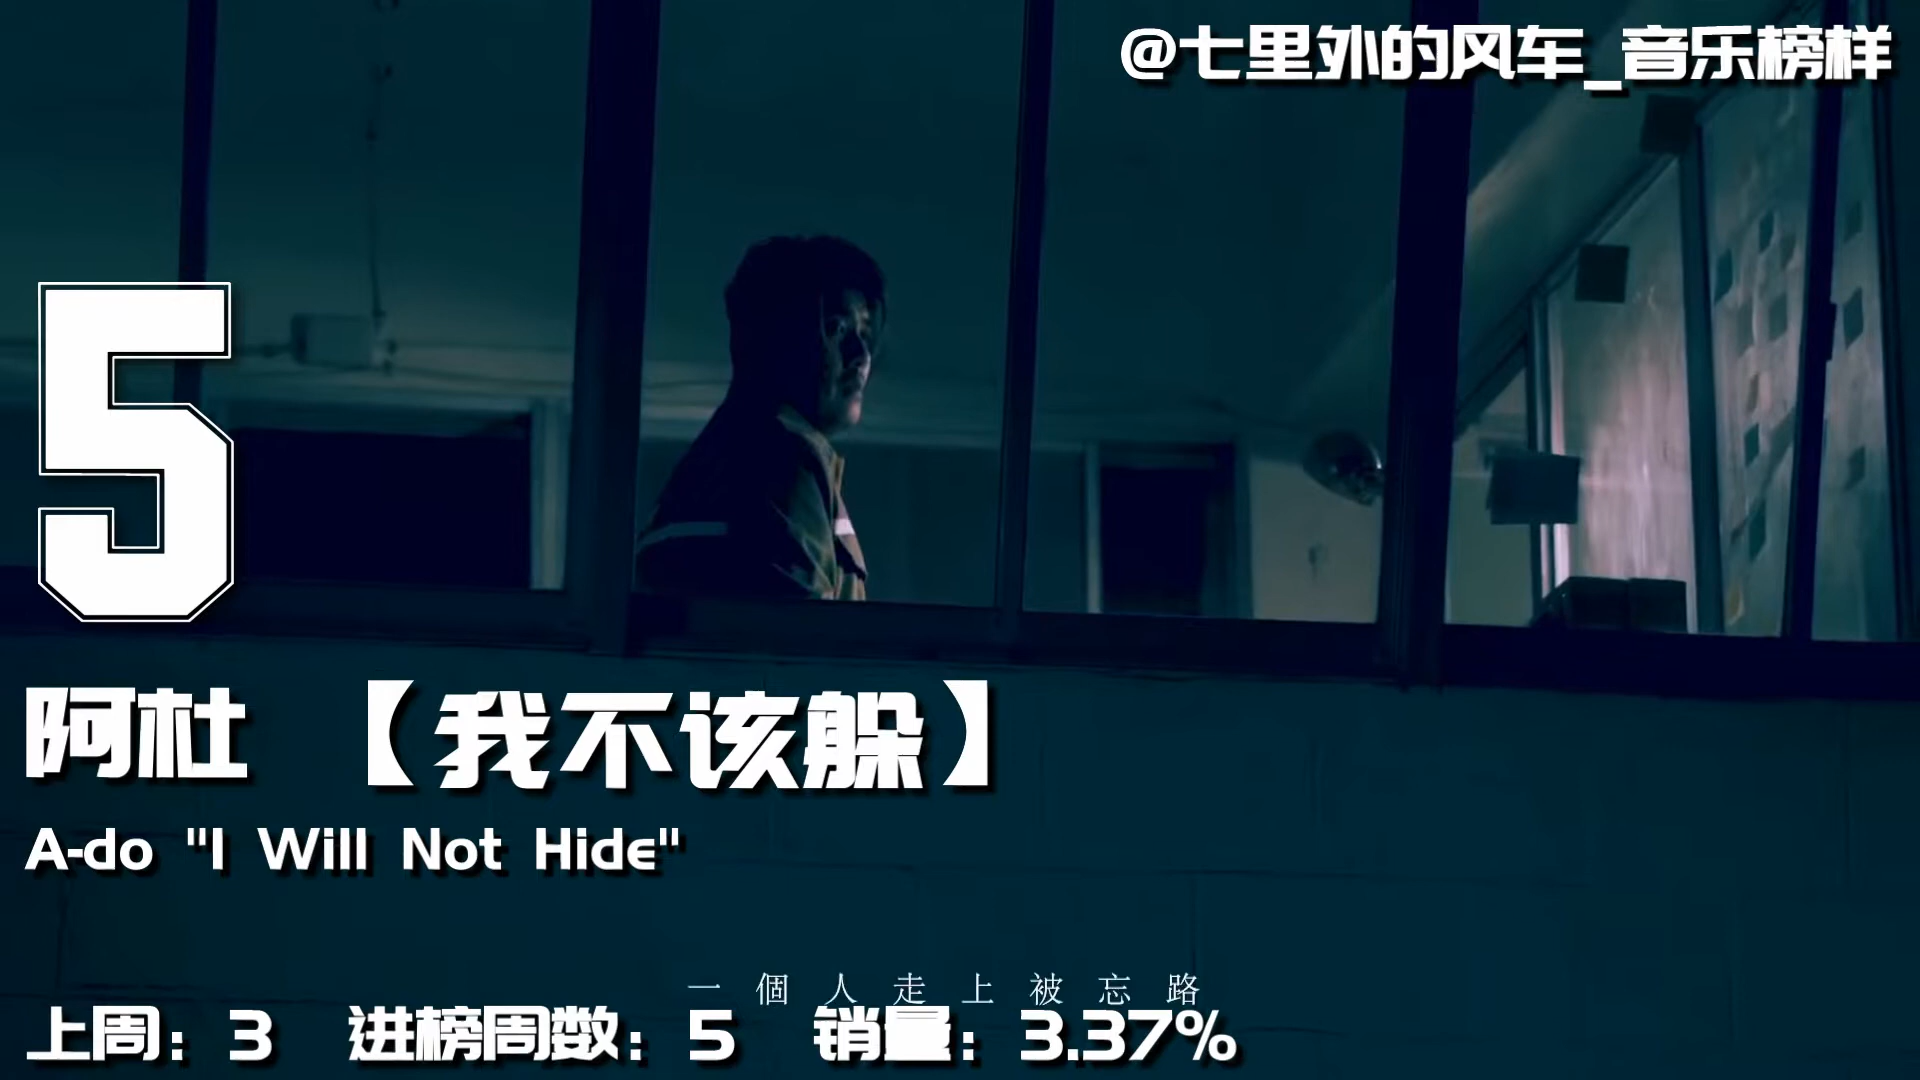 @七里外的风车_音乐榜样
5
阿杜 【我不该躲】
A-do "I Will Not Hide"
一個人走上被忘路
上周：3 进榜周数：5 销量：3.37%